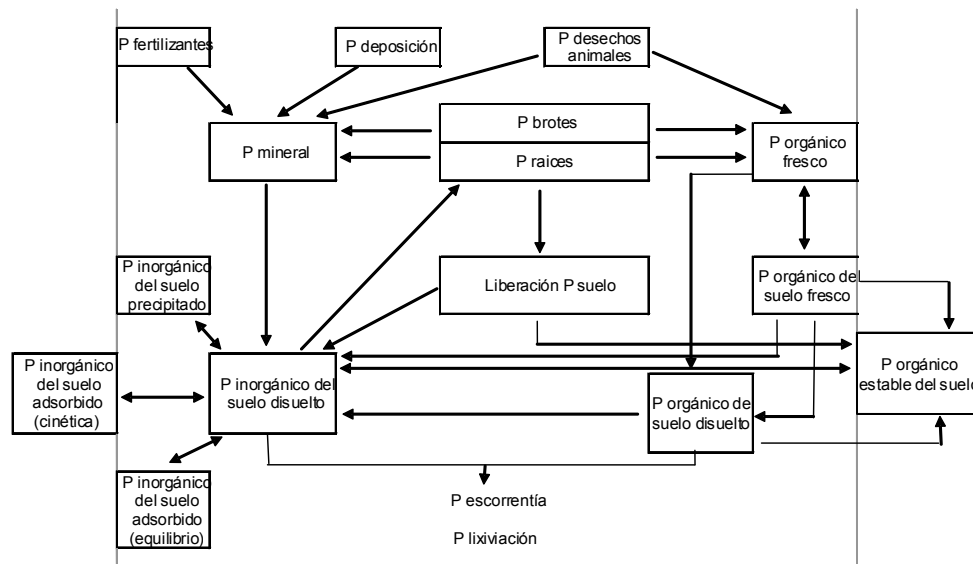 P fertilizantes
P deposición
P desechos
animales
P brotes
P raices
P mineral
P orgánico
fresco
P inorgánico
del suelo
precipitado
Liberación P suelo
P orgánico del
suelo fresco
P inorgánico
del suelo
adsorbido
(cinética)
P inorgánico del
suelo disuelto
P orgánico de
suelo disuelto
P orgánico
estable del suelo
P inorgánico
del suelo
adsorbido
(equilibrio)
P escorrentía
P lixiviación